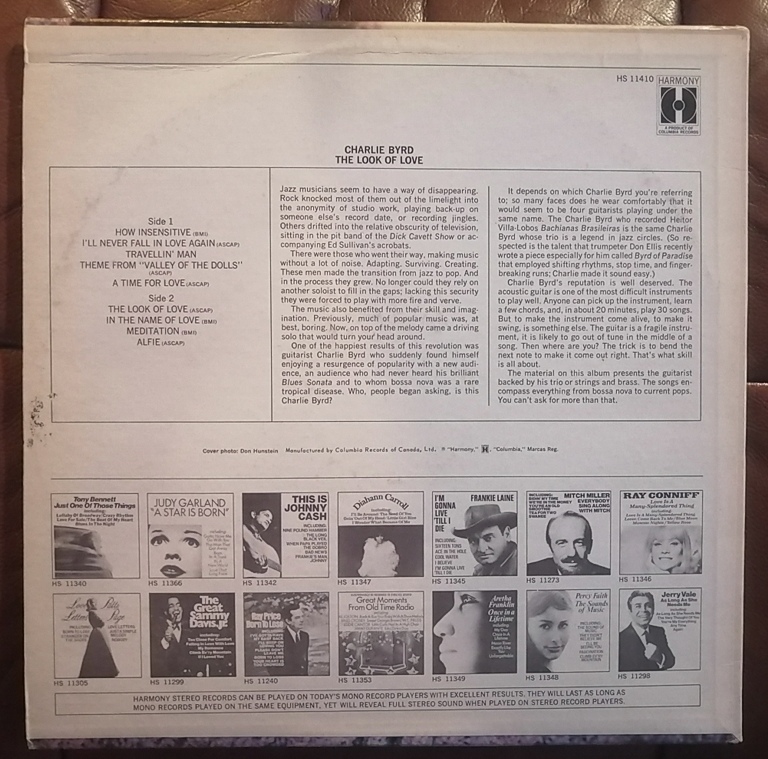 HS 11410 HARMONY
A PRODUCT OF
COLUMBIA RECORDS
CHARLIE BYRD
THE LOOK OF LOVE
Side 1
HOW INSENSITIVE (BMI)
I'LL NEVER FALL IN LOVE AGAIN (ASCAP)
TRAVELLIN' MAN
THEME FROM "VALLEY OF THE DOLLS"
(ASCAP)
A TIME FOR LOVE (ASCAP)
Side 2
THE LOOK OF LOVE (ASCAP)
IN THE NAME OF LOVE (BMI)
MEDITATION (BMI)
ALFIE (ASCAP)
Jazz musicians seem to have a way of disappearing.
Rock knocked most of them out of the limelight into
the anonymity of studio work, playing back-up on
someone else's record date, or recording jingles.
Others drifted into the relative obscurity of television,
sitting in the pit band of the Dick Cavett Show or ac-
companying Ed Sullivan's acrobats.
There were those who went their way, making music
without a lot of noise. Adapting. Surviving. Creating.
These men made the transition from jazz to pop. And
in the process they grew. No longer could they rely on
another soloist to fill in the gaps; lacking this security
they were forced to play with more fire and verve.
The music also benefited from their skill and imag-
ination. Previously, much of popular music was, at
best, boring. Now, on top of the melody came a driving
solo that would turn your head around.
One of the happiest results of this revolution was
guitarist Charlie Byrd who suddenly found himself
enjoying a resurgence of popularity with a new audi-
ence, an audience who had never heard his brilliant
Blues Sonata and to whom bossa nova was a rare
tropical disease. Who, people began asking, is this
Charlie Byrd?
It depends on which Charlie Byrd you're referring
to; so many faces does he wear comfortably that it
would seem to be four guitarists playing under the
same name. The Charlie Byrd who recorded Heitor
Villa-Lobos Bachianas Brasileiras is the same Charlie
Byrd whose trio is a legend in jazz circles. (So re-
spected is the talent that trumpeter Don Ellis recently
wrote a piece especially for him called Byrd of Paradise
that employed shifting rhythms, stop time, and finger-
breaking runs; Charlie made it sound easy.)
Charlie Byrd's reputation is well deserved. The
acoustic guitar is one of the most difficult instruments
to play well. Anyone can pick up the instrument, learn
a few chords, and, in about 20 minutes, play 30 songs.
But to make the instrument come alive, to make it
swing, is something else. The guitar is a fragile instru-
ment, it is likely to go out of tune in the middle of a
song. Then where are you? The trick is to bend the
next note to make it come out right. That's what skill
is all about.
The material on this album presents the guitarist
backed by his trio or strings and brass. The songs en-
compass everything from bossa nova to current pops.
You can't ask for more than that.
Cover photo: Don Hunstein Manufactured by Columbia Records of Canada, Ltd. ® "Harmony," H, "Columbia," Marcas Reg.
Tony Bennett
Just One Of Those Things
JUDY GARLAND
"A STAR IS BORN"
THIS IS
JOHNNY
CASH
Diahann Carroll
I'M
GONNA
LIVE
'TILL I
DIE
FRANKIE LAINE
MITCH MILLER
EVERYBODY
SING ALONG
WITH MITCH
RAY CONNIFF
Love Is A
Many-Splendored Thing
HS 11340 HS 11366 HS 11342 HS 11347 HS 11345 HS 11273 HS 11346
Patti
Page
The
Great
Sammy
Davis, Jr.
Ray Price
Born To Lose
Great Moments
From Old Time Radio
Aretha
Franklin
Once in a
Lifetime
Percy Faith
The Sounds
of Music
Jerry Vale
As Long As She
Needs Me
HS 11305 HS 11299 HS 11240 HS 11353 HS 11349 HS 11348 HS 11298
HARMONY STEREO RECORDS CAN BE PLAYED ON TODAY'S MONO RECORD PLAYERS WITH EXCELLENT RESULTS. THEY WILL LAST AS LONG AS
MONO RECORDS PLAYED ON THE SAME EQUIPMENT, YET WILL REVEAL FULL STEREO SOUND WHEN PLAYED ON STEREO RECORD PLAYERS.